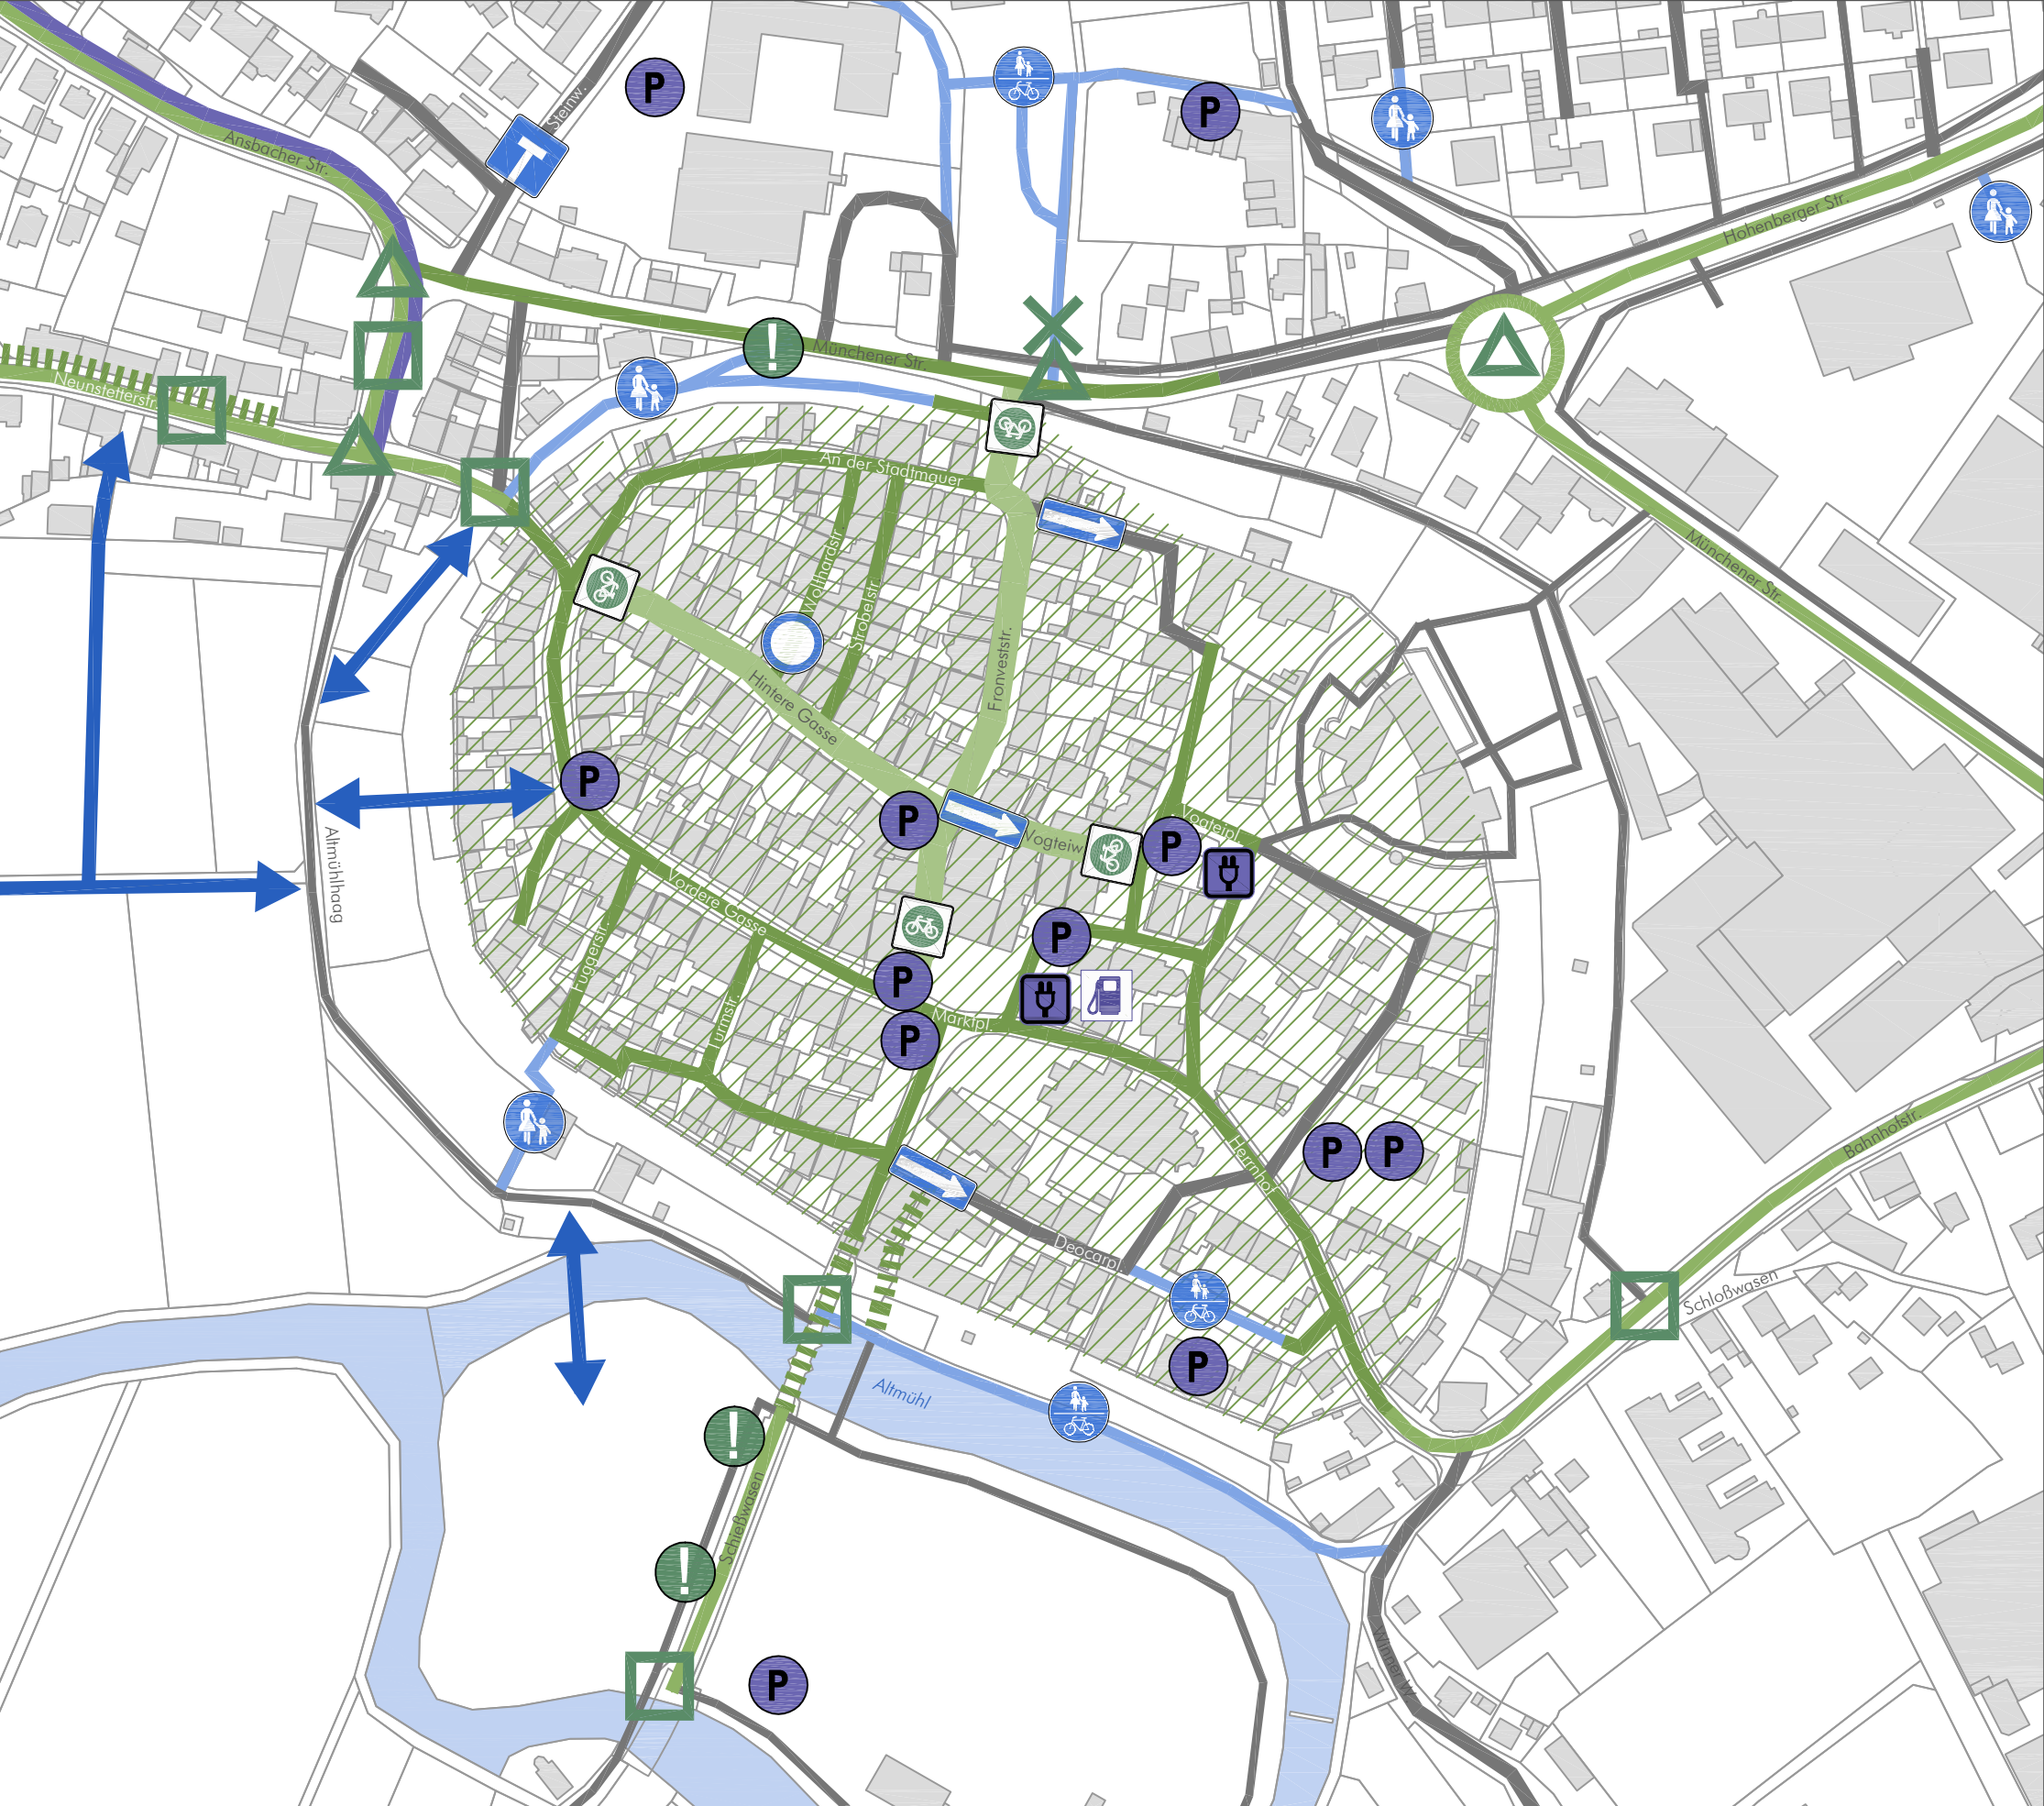 P
Steinw.
P
Ansbacher Str.
Hohenberger Str.
!
Münchener Str.
Neunstetterstr.
An der Stadtmauer
Wolfhardstr.
Strobelstr.
Münchener Str.
Fronveststr.
Hintere Gasse
P
P
Vogteiw.
Vogteipl.
P
Altmühlhaag
Vordere Gasse
P
Fuggerstr.
P
Turmstr.
Marktpl.
P
Bahnhofstr.
Herrnhof
P
P
Deocarpl.
Schloßwasen
P
Altmühl
!
Schießwasen
!
P